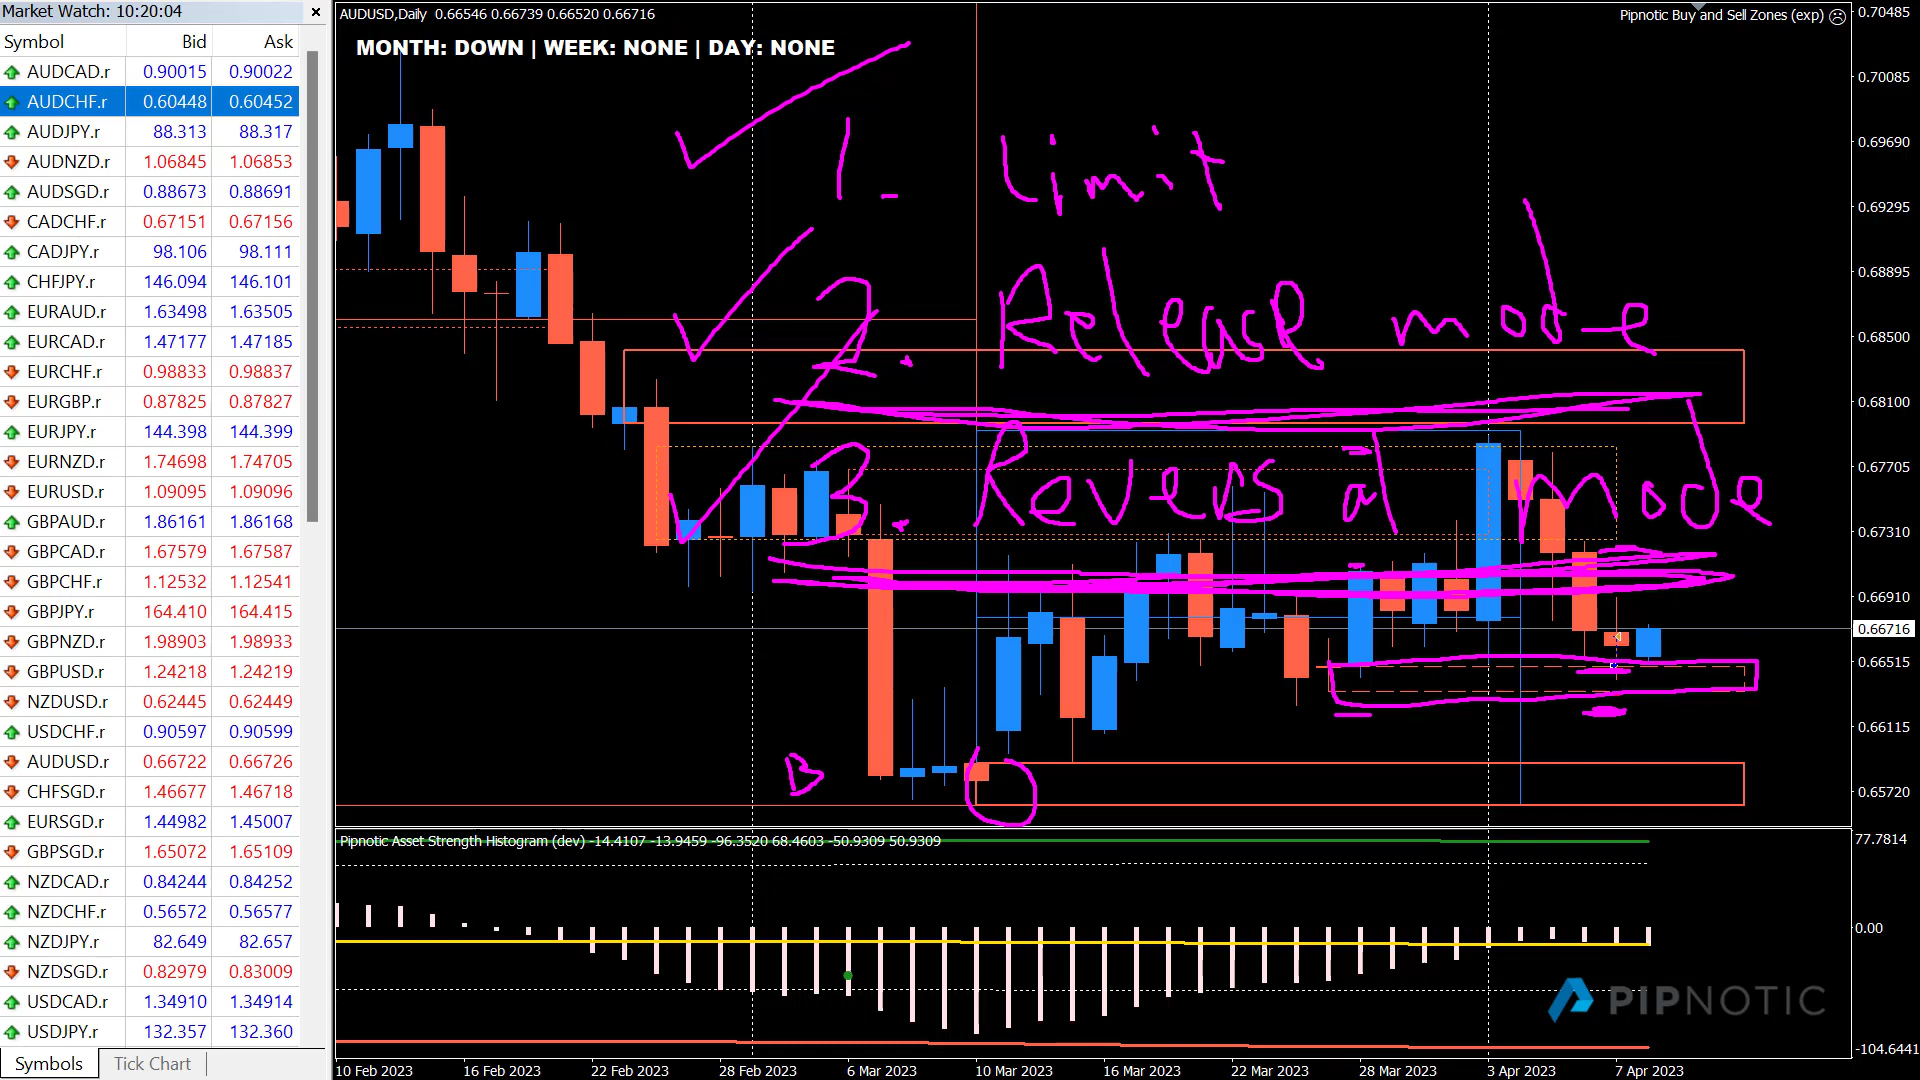 Market Watch: 10:20:04
Symbol Bid Ask
AUDCAD.r 0.90015 0.90022
AUDCHF.r 0.60448 0.60452
AUDJPY.r 88.313 88.317
AUDNZD.r 1.06845 1.06853
AUDSGD.r 0.88673 0.88691
CADCHF.r 0.67151 0.67156
CADJPY.r 98.106 98.111
CHFJPY.r 146.094 146.101
EURAUD.r 1.63498 1.63505
EURCAD.r 1.47177 1.47185
EURCHF.r 0.98833 0.98837
EURGBP.r 0.87825 0.87827
EURJPY.r 144.398 144.399
EURNZD.r 1.74698 1.74705
EURUSD.r 1.09095 1.09096
GBPAUD.r 1.86161 1.86168
GBPCAD.r 1.67579 1.67587
GBPCHF.r 1.12532 1.12541
GBPJPY.r 164.410 164.415
GBPNZD.r 1.98903 1.98933
GBPUSD.r 1.24218 1.24219
NZDUSD.r 0.62445 0.62449
USDCHF.r 0.90597 0.90599
AUDUSD.r 0.66722 0.66726
CHFSGD.r 1.46677 1.46718
EURSGD.r 1.44982 1.45007
GBPSGD.r 1.65072 1.65109
NZDCAD.r 0.84244 0.84252
NZDCHF.r 0.56572 0.56577
NZDJPY.r 82.649 82.657
NZDSGD.r 0.82979 0.83009
USDCAD.r 1.34910 1.34914
USDJPY.r 132.357 132.360
Symbols Tick Chart
AUDUSD,Daily 0.66546 0.66739 0.66520 0.66716
Pipnotic Buy and Sell Zones (exp)
MONTH: DOWN | WEEK: NONE | DAY: NONE
1. Limit
2. Release mode
3. Reversal mode
B
0.70485
0.70085
0.69690
0.69295
0.68895
0.68500
0.68100
0.67705
0.67310
0.66910
0.66716
0.66515
0.66115
0.65720
Pipnotic Asset Strength Histogram (dev) -14.4107 -13.9459 -96.3520 68.4603 -50.9309 50.9309
77.7814
0.00
-104.6441
PIPNOTIC
10 Feb 2023 16 Feb 2023 22 Feb 2023 28 Feb 2023 6 Mar 2023 10 Mar 2023 16 Mar 2023 22 Mar 2023 28 Mar 2023 3 Apr 2023 7 Apr 2023